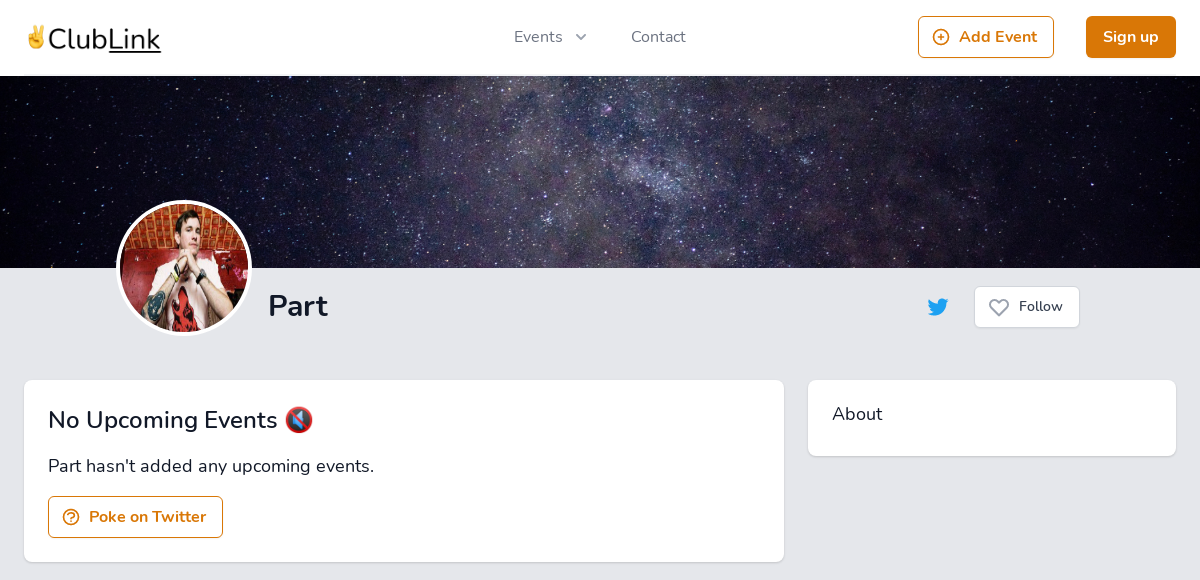 ✌️ClubLink
Events
Contact
Add Event
Sign up
Part
Follow
No Upcoming Events 🔇
Part hasn't added any upcoming events.
Poke on Twitter
About